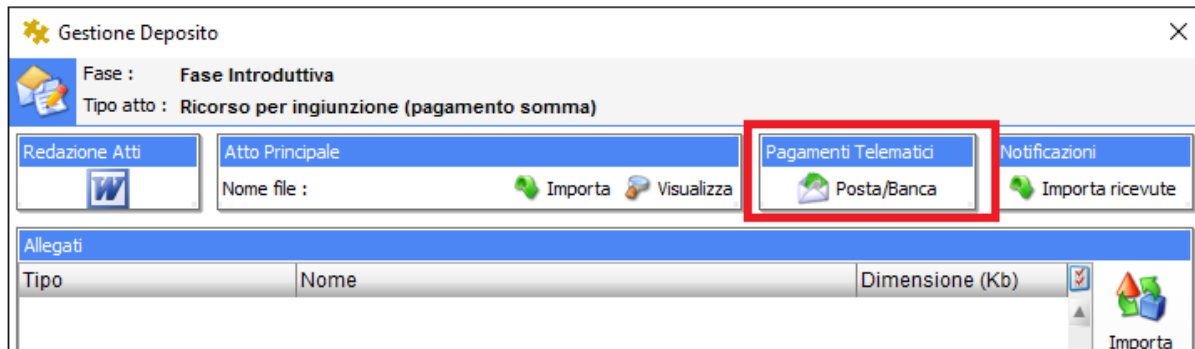 Gestione Deposito
Fase : Fase Introduttiva
Tipo atto : Ricorso per ingiunzione (pagamento somma)
Redazione Atti Atto Principale Pagamenti Telematici Notificazioni
W Nome file : Importa Visualizza Posta/Banca Importa ricevute
Allegati
Tipo Nome Dimensione (Kb)
Importa